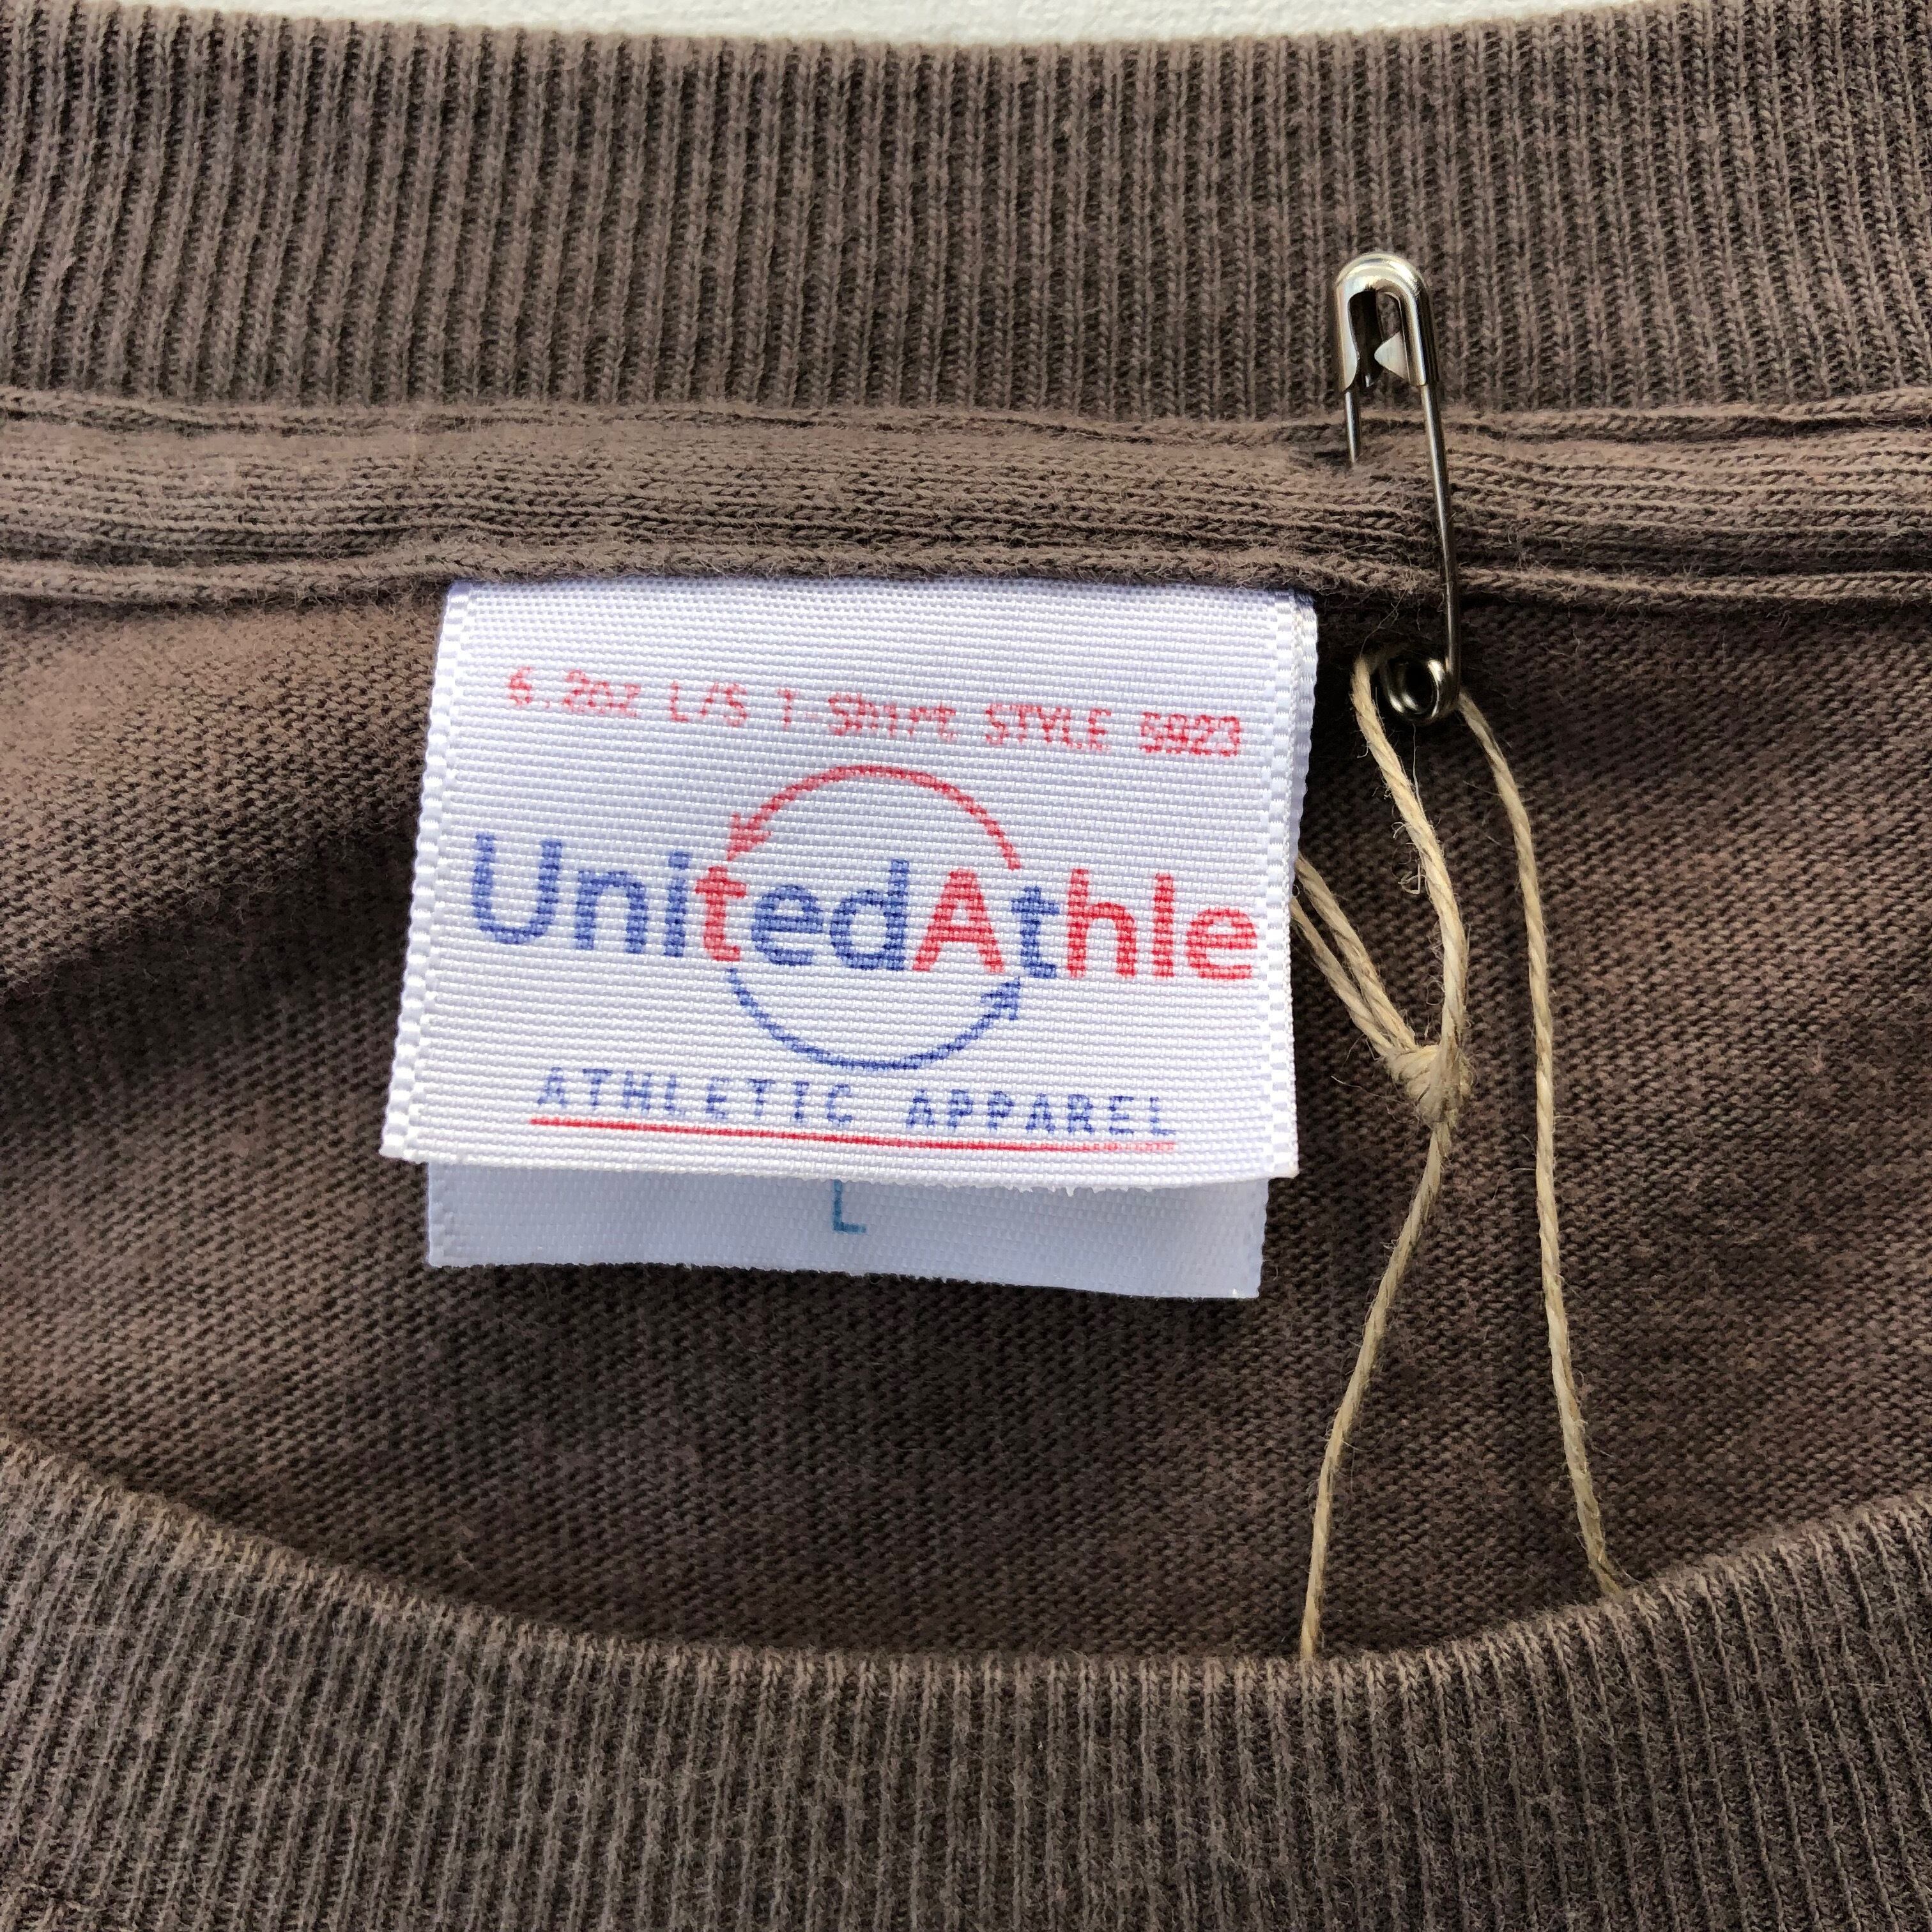 6.2oz L/S T-Shirt STYLE 5923
UnitedAthle
ATHLETIC APPAREL
L